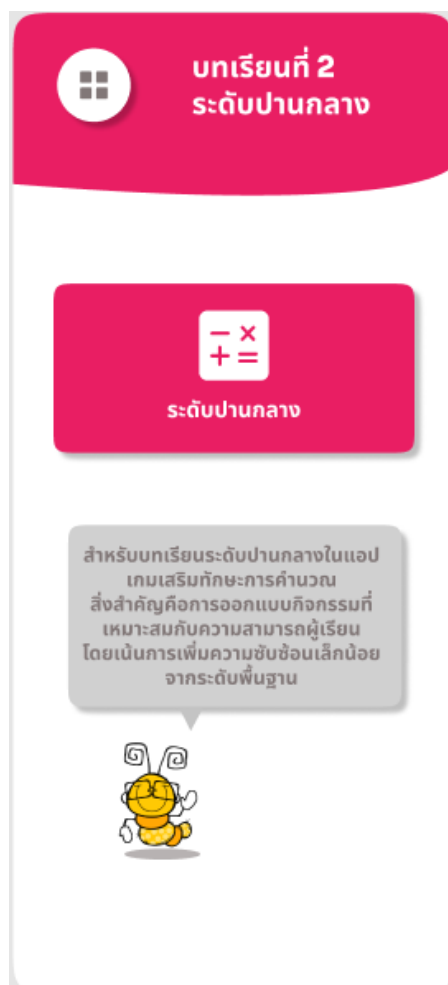 บทเรียนที่ 2
ระดับปานกลาง
ระดับปานกลาง
สำหรับบทเรียนระดับปานกลางในแอป
เกมเสริมทักษะการคำนวณ
สิ่งสำคัญคือการออกแบบกิจกรรมที่
เหมาะสมกับความสามารถผู้เรียน
โดยเน้นการเพิ่มความซับซ้อนเล็กน้อย
จากระดับพื้นฐาน